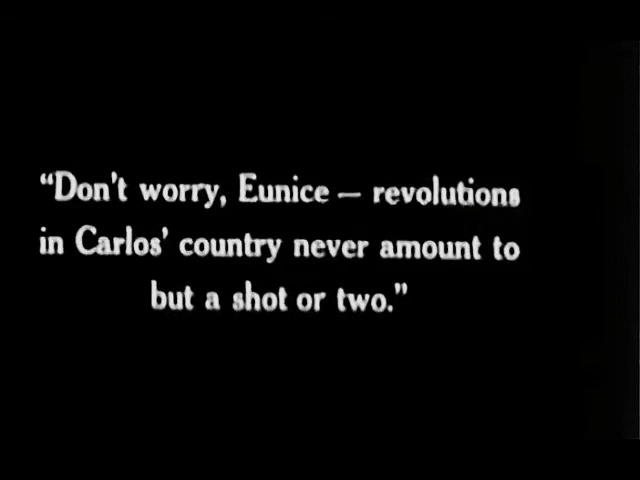 “Don't worry, Eunice — revolutions
in Carlos' country never amount to
but a shot or two.”